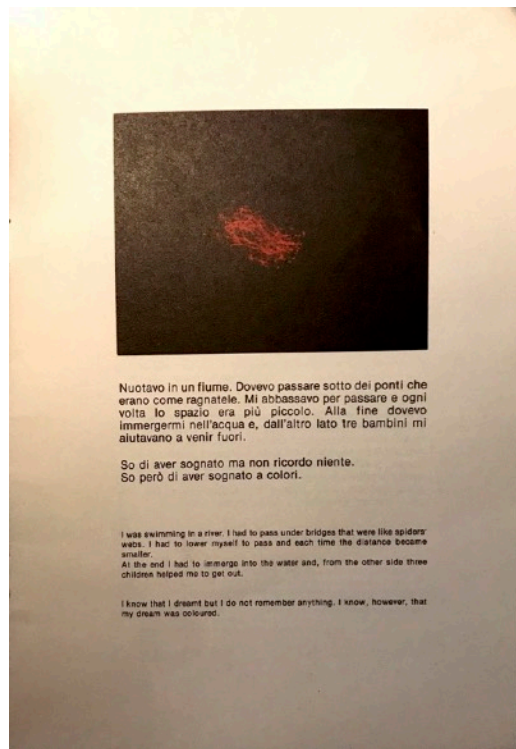 Nuotavo in un fiume. Dovevo passare sotto dei ponti che
erano come ragnatele. Mi abbassavo per passare e ogni
volta lo spazio era più piccolo. Alla fine dovevo
immergermi nell'acqua e, dall'altro lato tre bambini mi
aiutavano a venir fuori.
So di aver sognato ma non ricordo niente.
So però di aver sognato a colori.
I was swimming in a river. I had to pass under bridges that were like spiders'
webs. I had to lower myself to pass and each time the distance became
smaller.
At the end I had to immerge into the water and, from the other side three
children helped me to get out.
I know that I dreamt but I do not remember anything. I know, however, that
my dream was coloured.